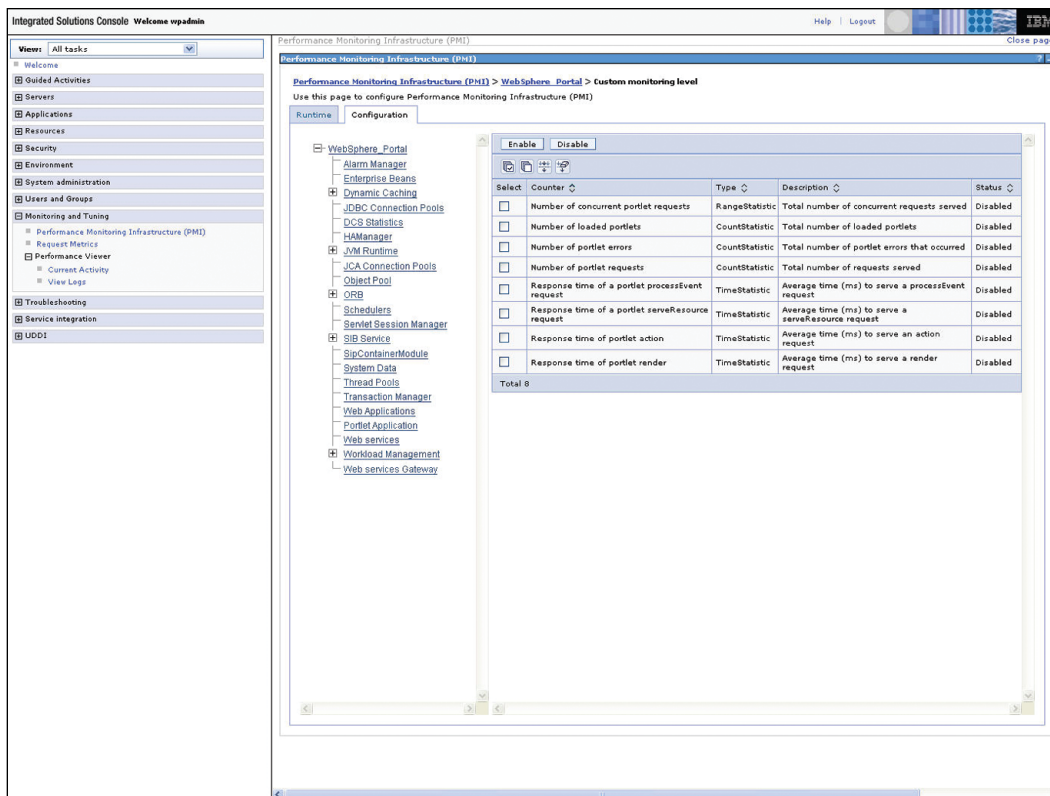 Integrated Solutions Console Welcome wpadmin
Help | Logout
IBM
View: All tasks
Welcome
Guided Activities
Servers
Applications
Resources
Security
Environment
System administration
Users and Groups
Monitoring and Tuning
Performance Monitoring Infrastructure (PMI)
Request Metrics
Performance Viewer
Current Activity
View Logs
Troubleshooting
Service integration
UDDI
Performance Monitoring Infrastructure (PMI)
Close page
Performance Monitoring Infrastructure (PMI)
?
Performance Monitoring Infrastructure (PMI) > WebSphere_Portal > Custom monitoring level
Use this page to configure Performance Monitoring Infrastructure (PMI)
Runtime
Configuration
WebSphere_Portal
Alarm Manager
Enterprise Beans
Dynamic Caching
JDBC Connection Pools
DCS Statistics
HAManager
JVM Runtime
JCA Connection Pools
Object Pool
ORB
Schedulers
Servlet Session Manager
SIB Service
SipContainerModule
System Data
Thread Pools
Transaction Manager
Web Applications
Portlet Application
Web services
Workload Management
Web services Gateway
Enable
Disable
Select Counter Type Description Status
Number of concurrent portlet requests RangeStatistic Total number of concurrent requests served Disabled
Number of loaded portlets CountStatistic Total number of loaded portlets Disabled
Number of portlet errors CountStatistic Total number of portlet errors that occurred Disabled
Number of portlet requests CountStatistic Total number of requests served Disabled
Response time of a portlet processEvent request TimeStatistic Average time (ms) to serve a processEvent request Disabled
Response time of a portlet serveResource request TimeStatistic Average time (ms) to serve a serveResource request Disabled
Response time of portlet action TimeStatistic Average time (ms) to serve an action request Disabled
Response time of portlet render TimeStatistic Average time (ms) to serve a render request Disabled
Total 8